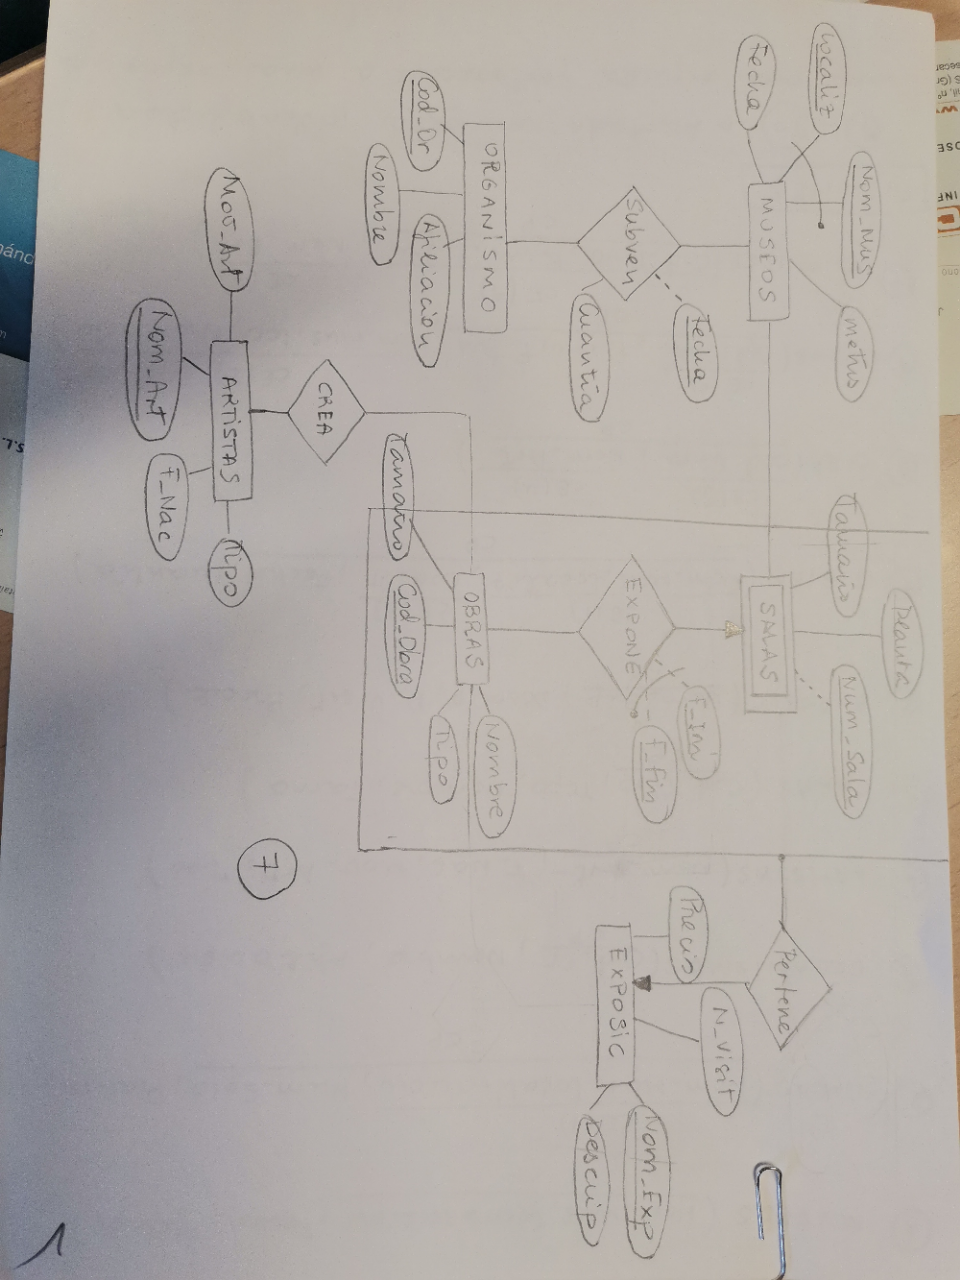 Localiz
Fecha
Nom_Mus
Metros
MUSEOS
Cod_Or
Nombre
Afiliacion
ORGANISMO
Subven
Cuantia
Fecha
Mov_Art
Nom_Art
F_Nac
Tipo
ARTISTAS
CREA
Tamaño
Cod_Obra
OBRAS
Tipo
Nombre
EXPONE
F_Ini
F_Fin
SALAS
Tamaño
Planta
Num_Sala
Pertene
Precio
N_Visit
EXPOSIC
Nom_Exp
Descrip
7
1